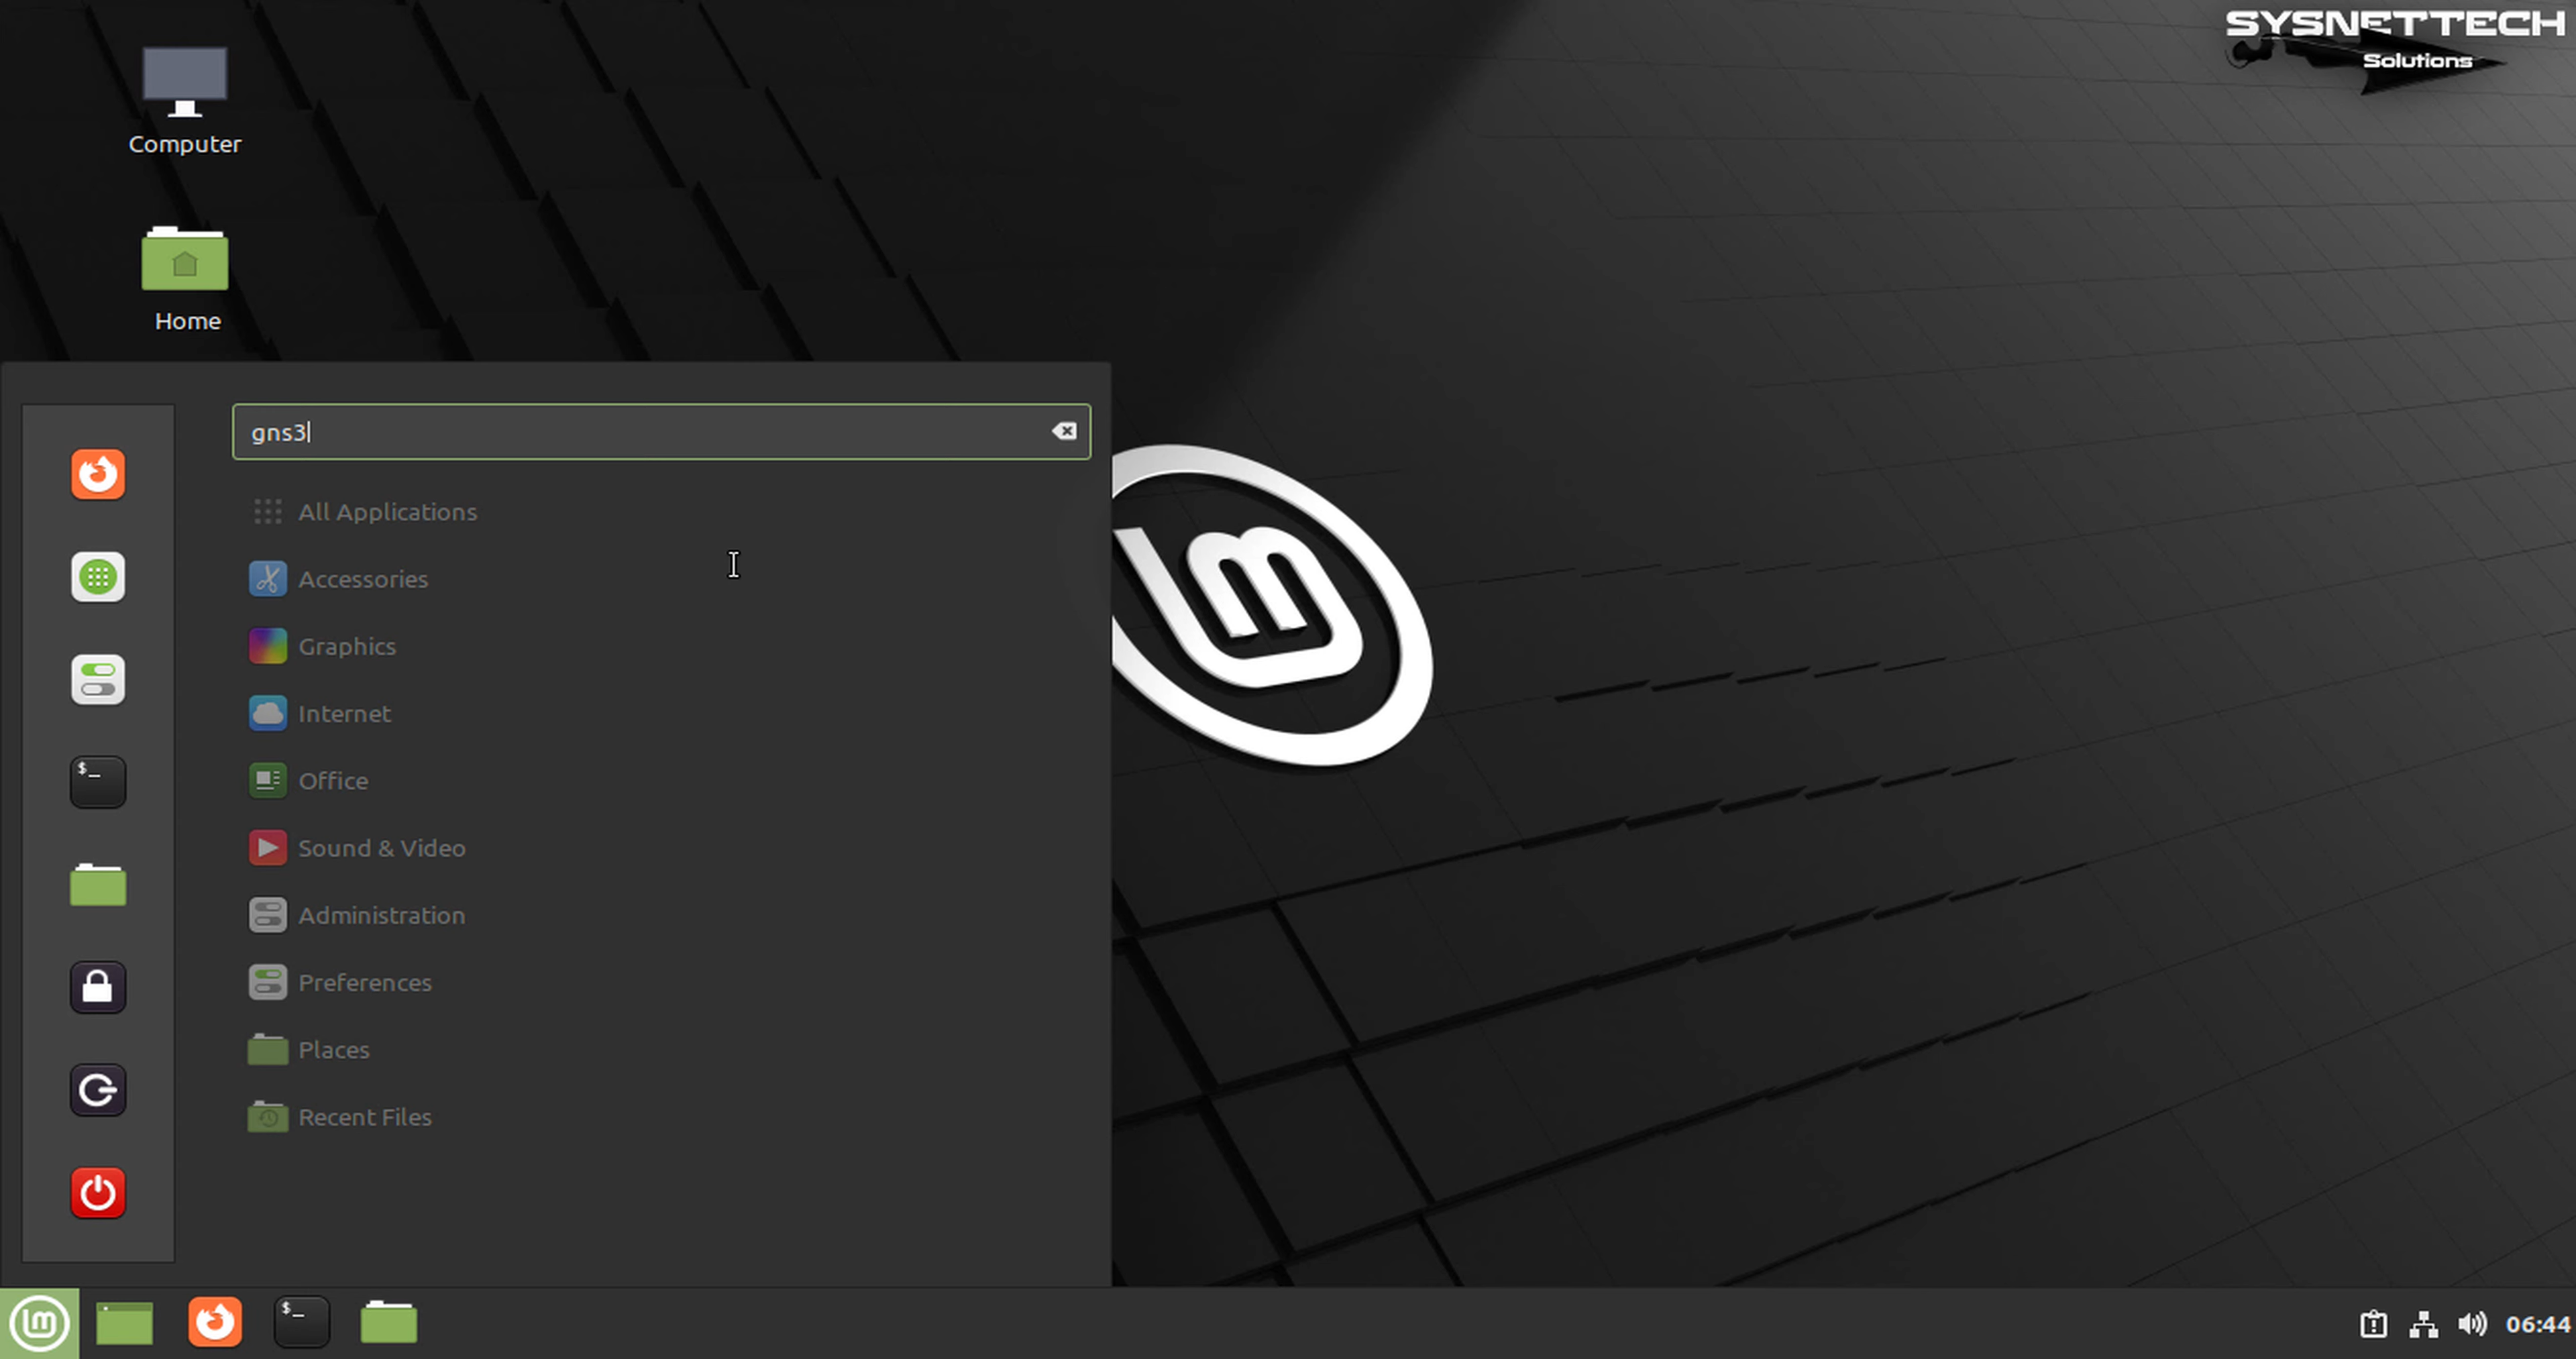 SYSNETTECH
Solutions
Computer
Home
gns3
All Applications
Accessories
Graphics
Internet
Office
Sound & Video
Administration
Preferences
Places
Recent Files
$_
$_
06:44